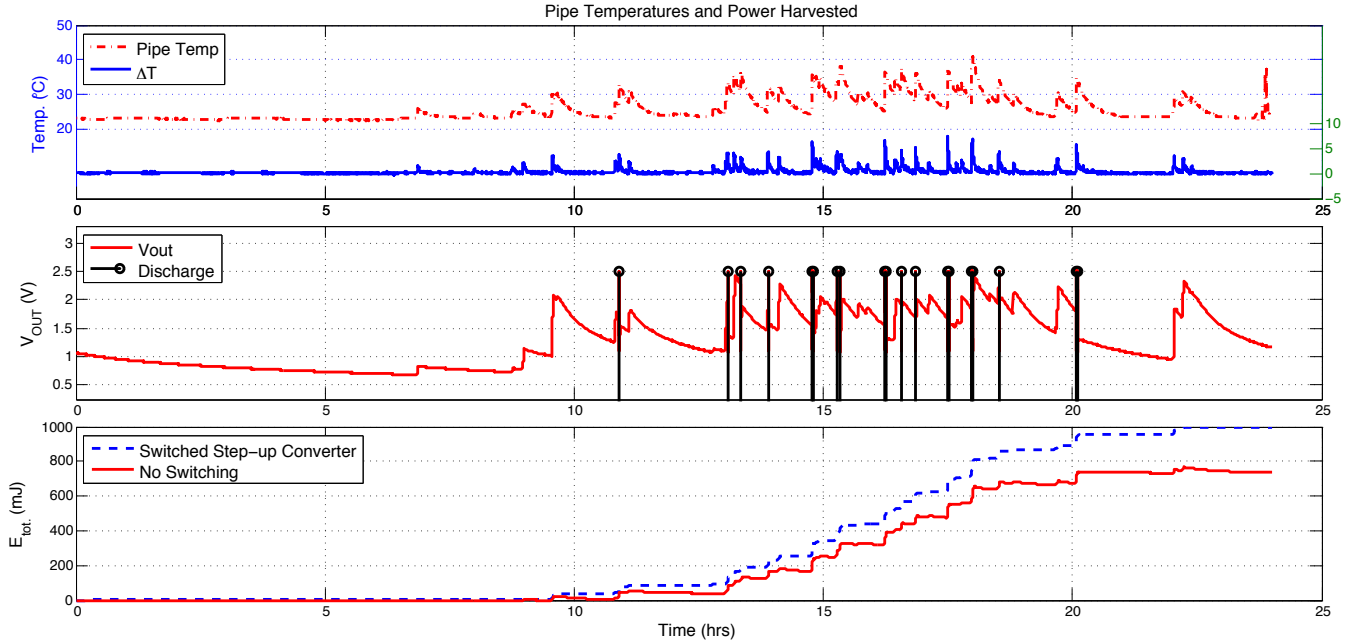 Pipe Temperatures and Power Harvested
50
40
30
20
Temp. (ºC)
Pipe Temp
ΔT
10
5
0
−5
0 5 10 15 20 25
3
2.5
2
1.5
1
0.5
V_OUT (V)
Vout
Discharge
0 5 10 15 20 25
1000
800
600
400
200
0
E_tot. (mJ)
Switched Step−up Converter
No Switching
0 5 10 15 20 25
Time (hrs)